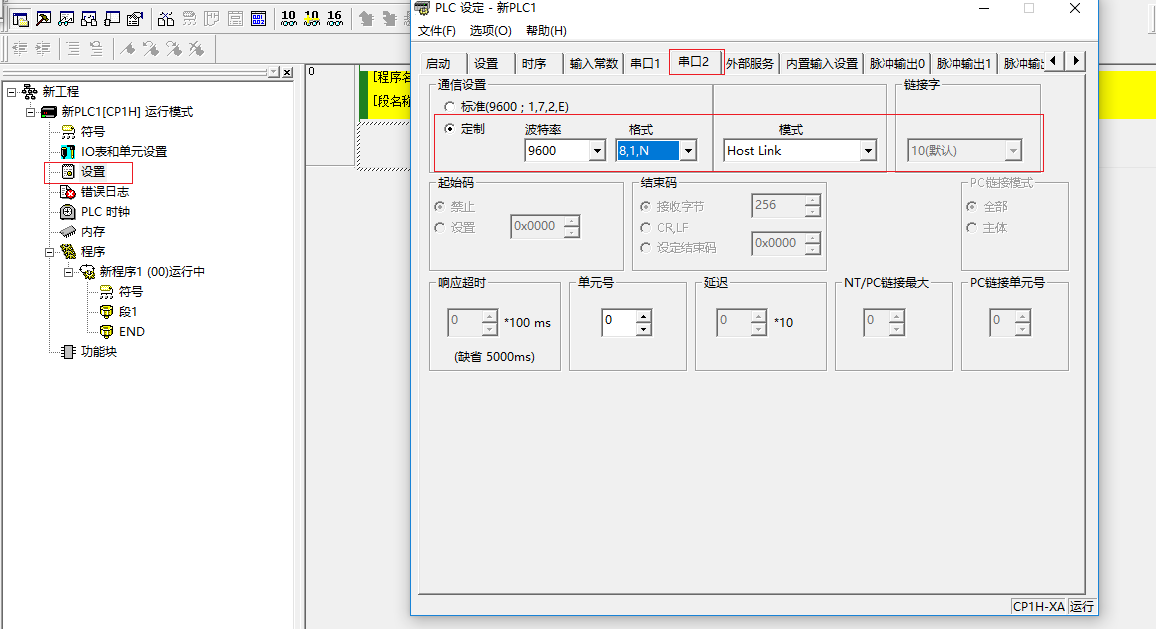 10 10 16
新工程
新PLC1[CP1H] 运行模式
符号
IO表和单元设置
设置
错误日志
PLC 时钟
内存
程序
新程序1 (00)运行中
符号
段1
END
功能块
0
[程序名
[段名称
PLC 设定 - 新PLC1
文件(F) 选项(O) 帮助(H)
启动 设置 时序 输入常数 串口1 串口2 外部服务 内置输入设置 脉冲输出0 脉冲输出1 脉冲输出
通信设置 链接字
标准(9600 ; 1,7,2,E)
定制 波特率 格式 模式
9600 8,1,N Host Link 10(默认)
起始码 结束码 PC链接模式
禁止 接收字节 256 全部
设置 0x0000 CR,LF 主体
设定结束码 0x0000
响应超时 单元号 延迟 NT/PC链接最大 PC链接单元号
0 *100 ms 0 0 *10 0 0
(缺省 5000ms)
CP1H-XA 运行